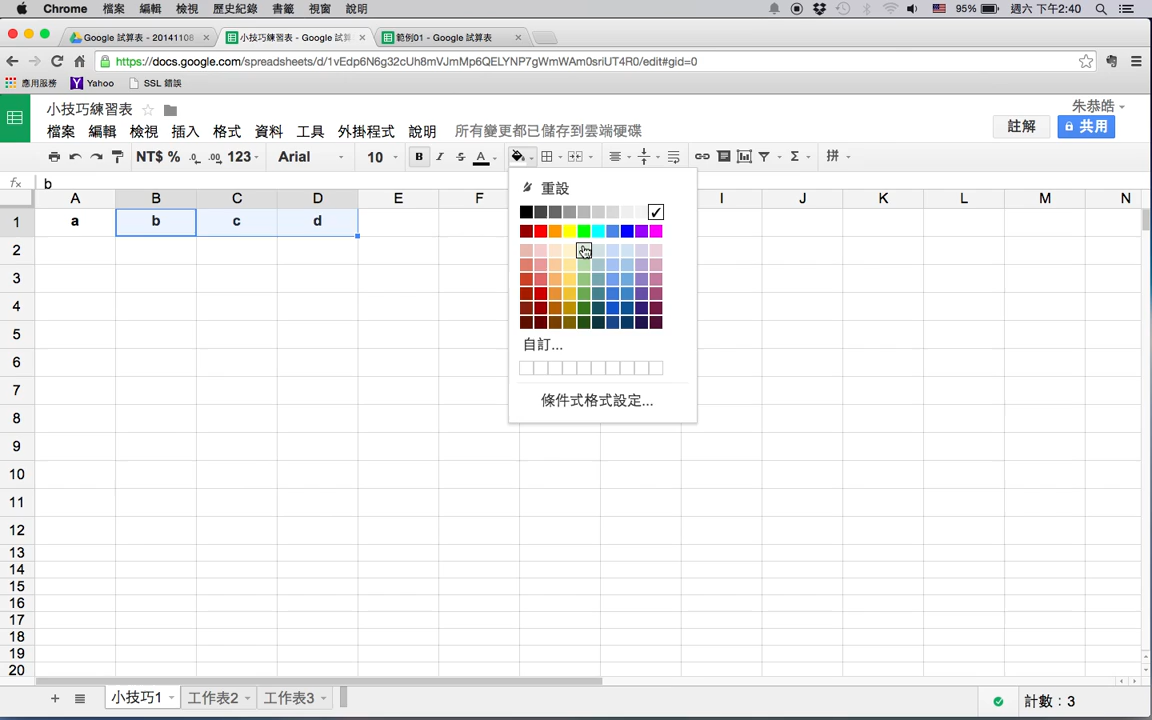 Chrome 檔案 編輯 檢視 歷史紀錄 書籤 視窗 說明 95% 週六 下午2:40
Google 試算表 - 20141108 小技巧練習表 - Google 試算 範例01 - Google 試算表
https://docs.google.com/spreadsheets/d/1vEdp6N6g32cUh8mVJmMp6QELYNP7gWmWAm0sriUT4R0/edit#gid=0
應用服務 Yahoo SSL 錯誤
小技巧練習表 朱恭皓
檔案 編輯 檢視 插入 格式 資料 工具 外掛程式 說明 所有變更都已儲存到雲端硬碟 註解 共用
NT$ % .0 .00 123 Arial 10 B I S A Σ 拼
fx b
A B C D E F I J K L M N
1 a b c d
2
3
4
5
6
7
8
9
10
11
12
13
14
15
16
17
18
19
20
重設
自訂...
條件式格式設定...
小技巧1 工作表2 工作表3 計數：3